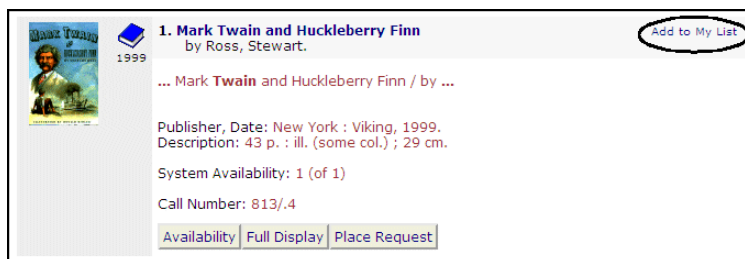 MARK TWAIN
1. Mark Twain and Huckleberry Finn
Add to My List
by Ross, Stewart.
1999
... Mark Twain and Huckleberry Finn / by ...
Publisher, Date: New York : Viking, 1999.
Description: 43 p. : ill. (some col.) ; 29 cm.
System Availability: 1 (of 1)
Call Number: 813/.4
Availability Full Display Place Request